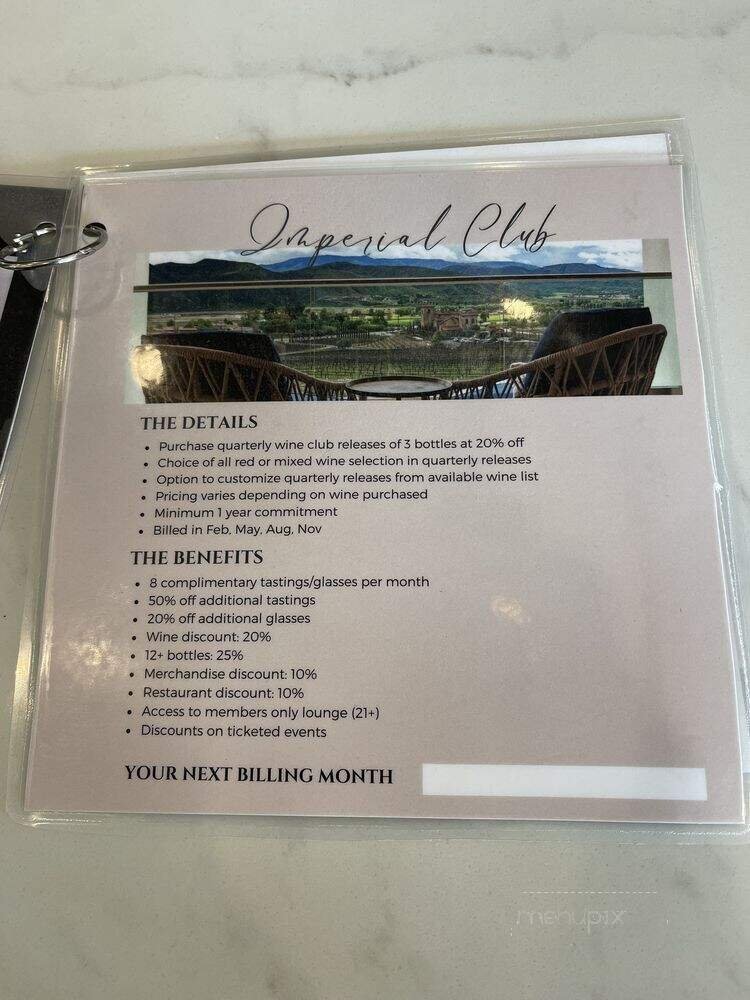 Imperial Club
THE DETAILS
• Purchase quarterly wine club releases of 3 bottles at 20% off
• Choice of all red or mixed wine selection in quarterly releases
• Option to customize quarterly releases from available wine list
• Pricing varies depending on wine purchased
• Minimum 1 year commitment
• Billed in Feb, May, Aug, Nov
THE BENEFITS
• 8 complimentary tastings/glasses per month
• 50% off additional tastings
• 20% off additional glasses
• Wine discount: 20%
• 12+ bottles: 25%
• Merchandise discount: 10%
• Restaurant discount: 10%
• Access to members only lounge (21+)
• Discounts on ticketed events
YOUR NEXT BILLING MONTH
menupix